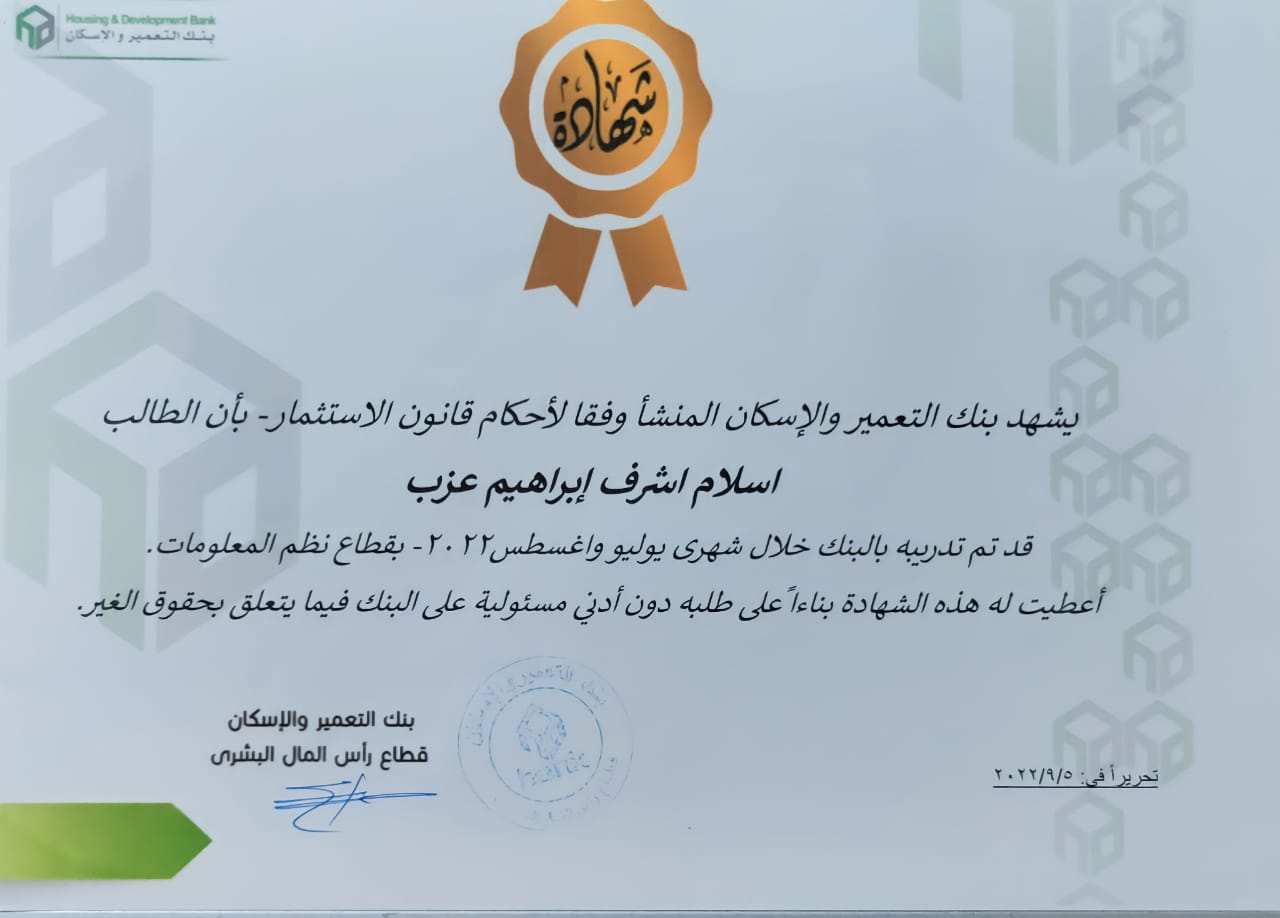 Housing & Development Bank
بنك التعمير والإسكان
شهادة
يشهد بنك التعمير والإسكان المنشأ وفقا لأحكام قانون الاستثمار- بأن الطالب
اسلام اشرف إبراهيم عزب
قد تم تدريبه بالبنك خلال شهرى يوليو واغسطس٢٠٢٢- بقطاع نظم المعلومات.
أعطيت له هذه الشهادة بناءاً على طلبه دون أدني مسئولية على البنك فيما يتعلق بحقوق الغير.
بنك التعمير والإسكان
قطاع رأس المال البشرى
تحريراً في: ٢٠٢٢/٩/٥